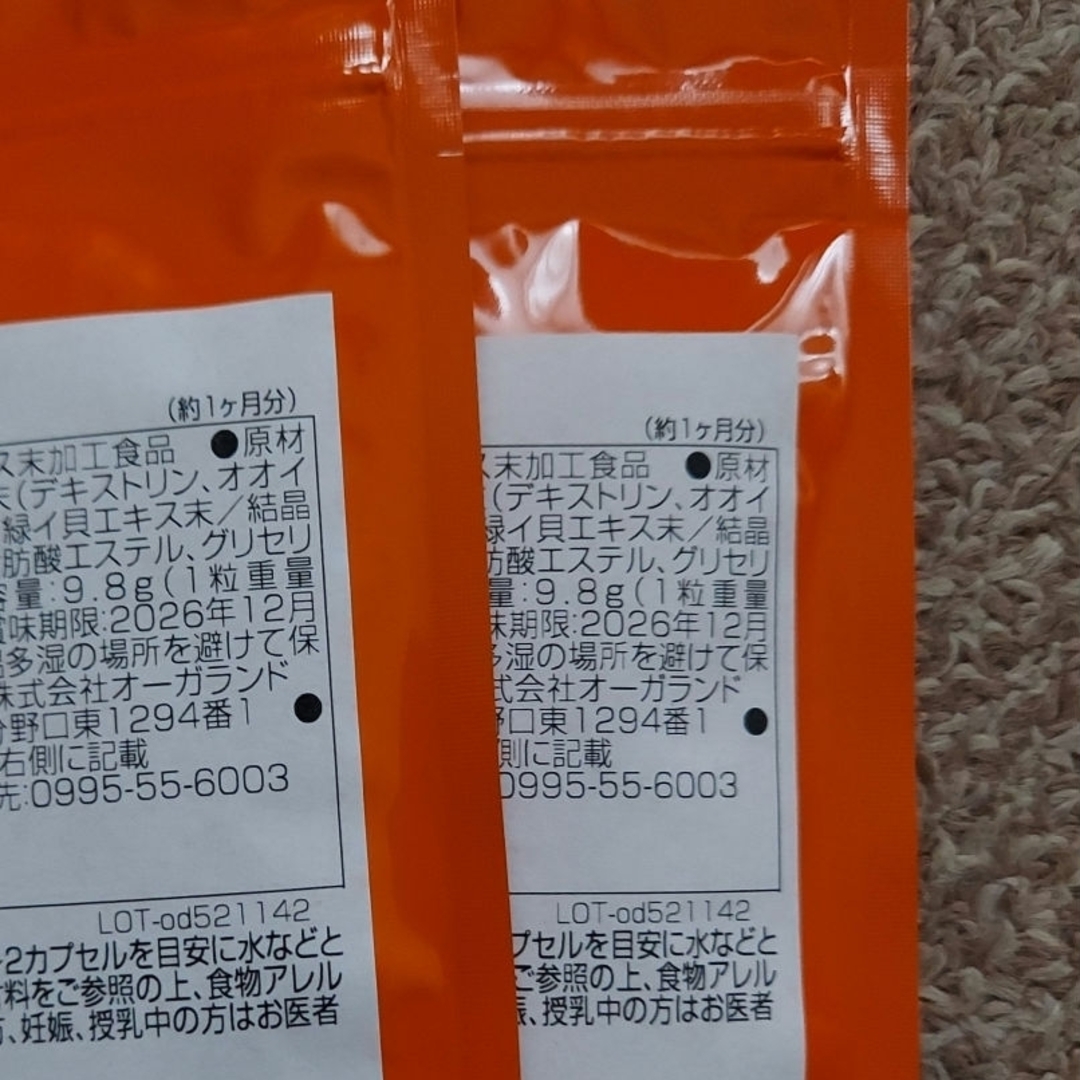 (約1ヶ月分)
ス末加工食品 ●原材
末(デキストリン、オオイ
緑イ貝エキス末／結晶
肪酸エステル、グリセリ
容量:9.8g(1粒重量
賞味期限:2026年12月
多湿の場所を避けて保
株式会社オーガランド
野口東1294番1 ●
右側に記載
先:0995-55-6003
LOT-od521142
2カプセルを目安に水などと
料をご参照の上、食物アレル
、妊娠、授乳中の方はお医者
(約1ヶ月分)
ス末加工食品 ●原材
(デキストリン、オオイ
緑イ貝エキス末／結晶
肪酸エステル、グリセリ
量:9.8g(1粒重量
味期限:2026年12月
多湿の場所を避けて保
式会社オーガランド
野口東1294番1 ●
側に記載
0995-55-6003
LOT-od521142
プセルを目安に水などと
ご参照の上、食物アレル
、授乳中の方はお医者